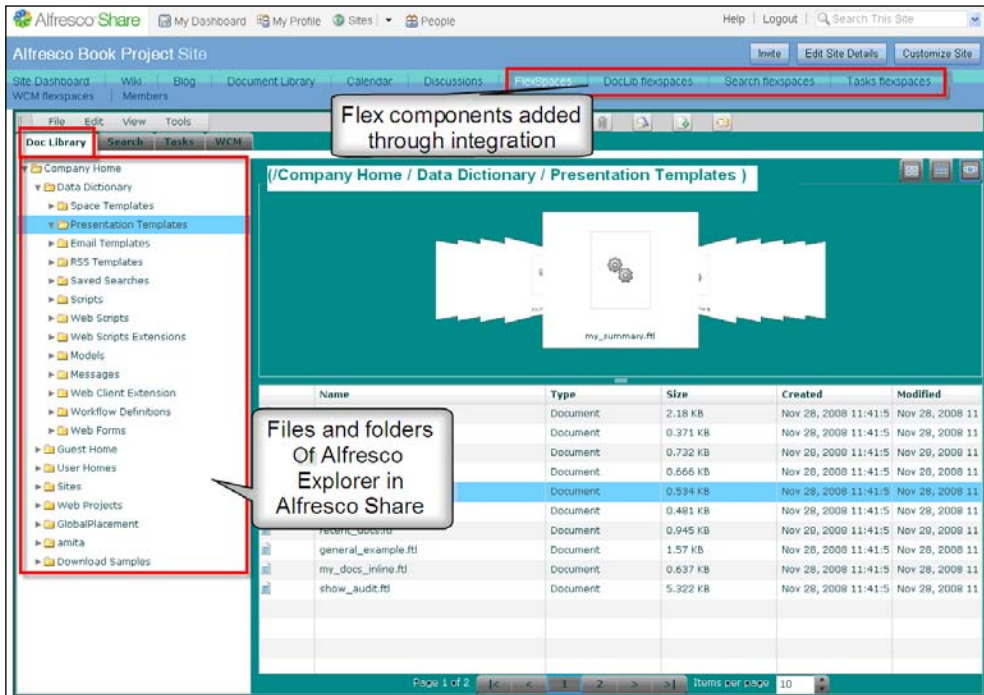 Alfresco Share My Dashboard My Profile Sites People Help Logout Search This Site
Alfresco Book Project Site Invite Edit Site Details Customize Site
Site Dashboard Wiki Blog Document Library Calendar Discussions FlexSpaces DocLib flexspaces Search flexspaces Tasks flexspaces
WCM flexspaces Members
Flex components added
through integration
File Edit View Tools
Doc Library Search Tasks WCM
Company Home
Data Dictionary
Space Templates
Presentation Templates
Email Templates
RSS Templates
Saved Searches
Scripts
Web Scripts
Web Scripts Extensions
Models
Messages
Web Client Extension
Workflow Definitions
Web Forms
Guest Home
User Homes
Sites
Web Projects
GlobalPlacement
amita
Download Samples
Files and folders
Of Alfresco
Explorer in
Alfresco Share
(/Company Home / Data Dictionary / Presentation Templates )
my_summary.ftl
Name Type Size Created Modified
Document 2.18 KB Nov 28, 2008 11:41:5 Nov 28, 2008 11
Document 0.371 KB Nov 28, 2008 11:41:5 Nov 28, 2008 11
Document 0.732 KB Nov 28, 2008 11:41:5 Nov 28, 2008 11
Document 0.666 KB Nov 28, 2008 11:41:5 Nov 28, 2008 11
Document 0.534 KB Nov 28, 2008 11:41:5 Nov 28, 2008 11
Document 0.481 KB Nov 28, 2008 11:41:5 Nov 28, 2008 11
recent_docs.ftl Document 0.945 KB Nov 28, 2008 11:41:5 Nov 28, 2008 11
general_example.ftl Document 1.57 KB Nov 28, 2008 11:41:5 Nov 28, 2008 11
my_docs_inline.ftl Document 0.637 KB Nov 28, 2008 11:41:5 Nov 28, 2008 11
show_audit.ftl Document 5.322 KB Nov 28, 2008 11:41:5 Nov 28, 2008 11
Page 1 of 2 |< < 1 2 > >| Items per page 10